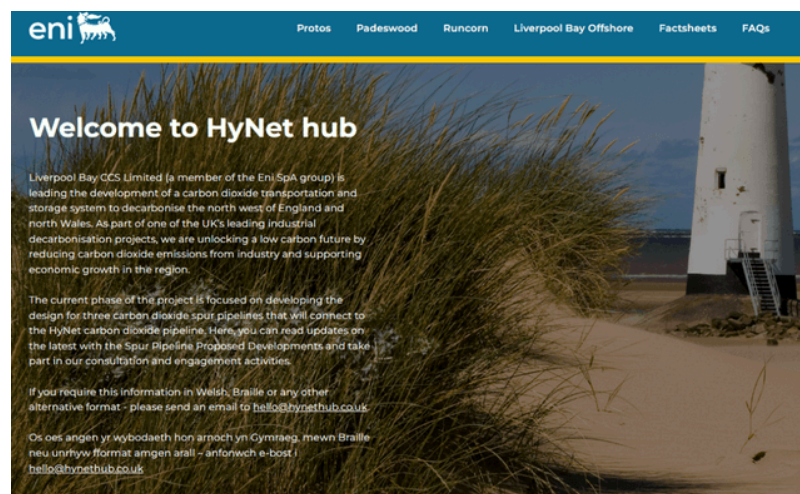 eni
Protos Padeswood Runcorn Liverpool Bay Offshore Factsheets FAQs
Welcome to HyNet hub
Liverpool Bay CCS Limited (a member of the Eni SpA group) is
leading the development of a carbon dioxide transportation and
storage system to decarbonise the north west of England and
north Wales. As part of one of the UK's leading industrial
decarbonisation projects, we are unlocking a low carbon future by
reducing carbon dioxide emissions from industry and supporting
economic growth in the region.
The current phase of the project is focused on developing the
design for three carbon dioxide spur pipelines that will connect to
the HyNet carbon dioxide pipeline. Here, you can read updates on
the latest with the Spur Pipeline Proposed Developments and take
part in our consultation and engagement activities.
If you require this information in Welsh, Braille or any other
alternative format - please send an email to hello@hynethub.co.uk.
Os oes angen yr wybodaeth hon arnoch yn Gymraeg, mewn Braille
neu unrhyw fformat amgen arall – anfonwch e-bost i
hello@hynethub.co.uk